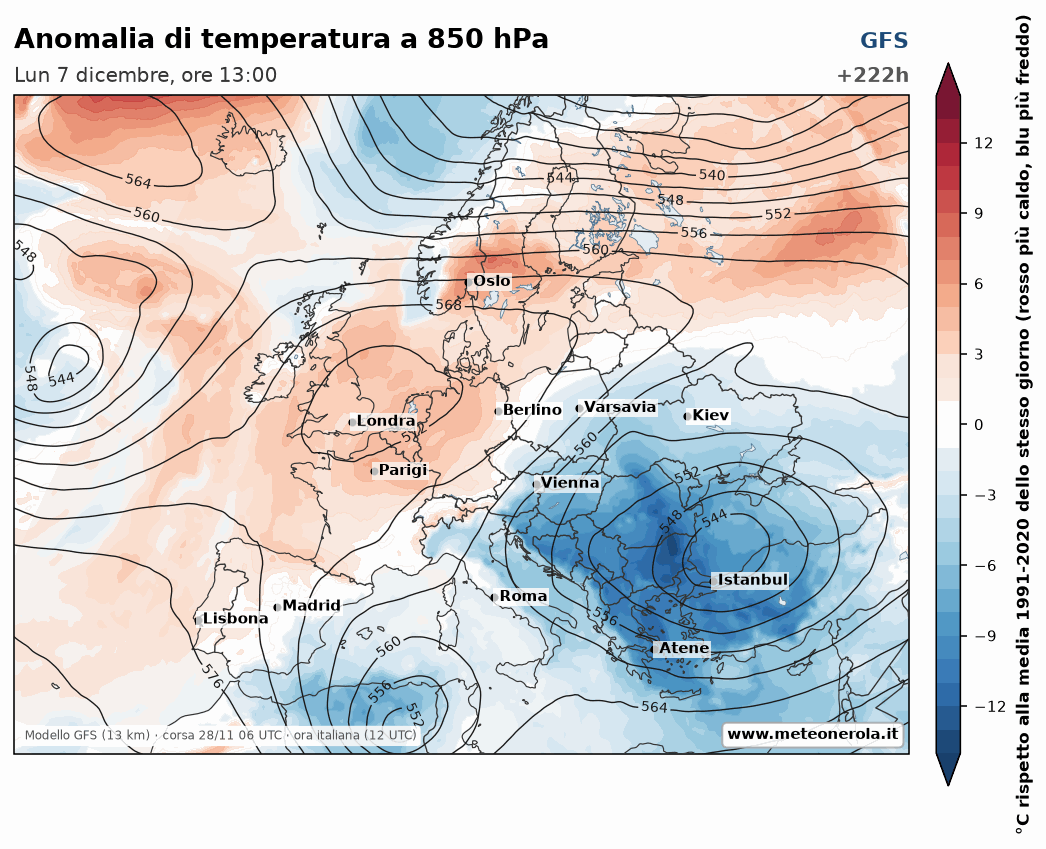 Anomalia di temperatura a 850 hPa
GFS
Lun 7 dicembre, ore 13:00
+222h
564
560
548
548
544
544
540
548
552
556
560
568
Oslo
Londra
Berlino
Varsavia
Kiev
Parigi
560
Vienna
552
548
544
Istanbul
Roma
556
Madrid
Lisbona
Atene
560
576
556
552
564
Modello GFS (13 km) · corsa 28/11 06 UTC · ora italiana (12 UTC)
www.meteonerola.it
12
9
6
3
0
−3
−6
−9
−12
°C rispetto alla media 1991-2020 dello stesso giorno (rosso più caldo, blu più freddo)